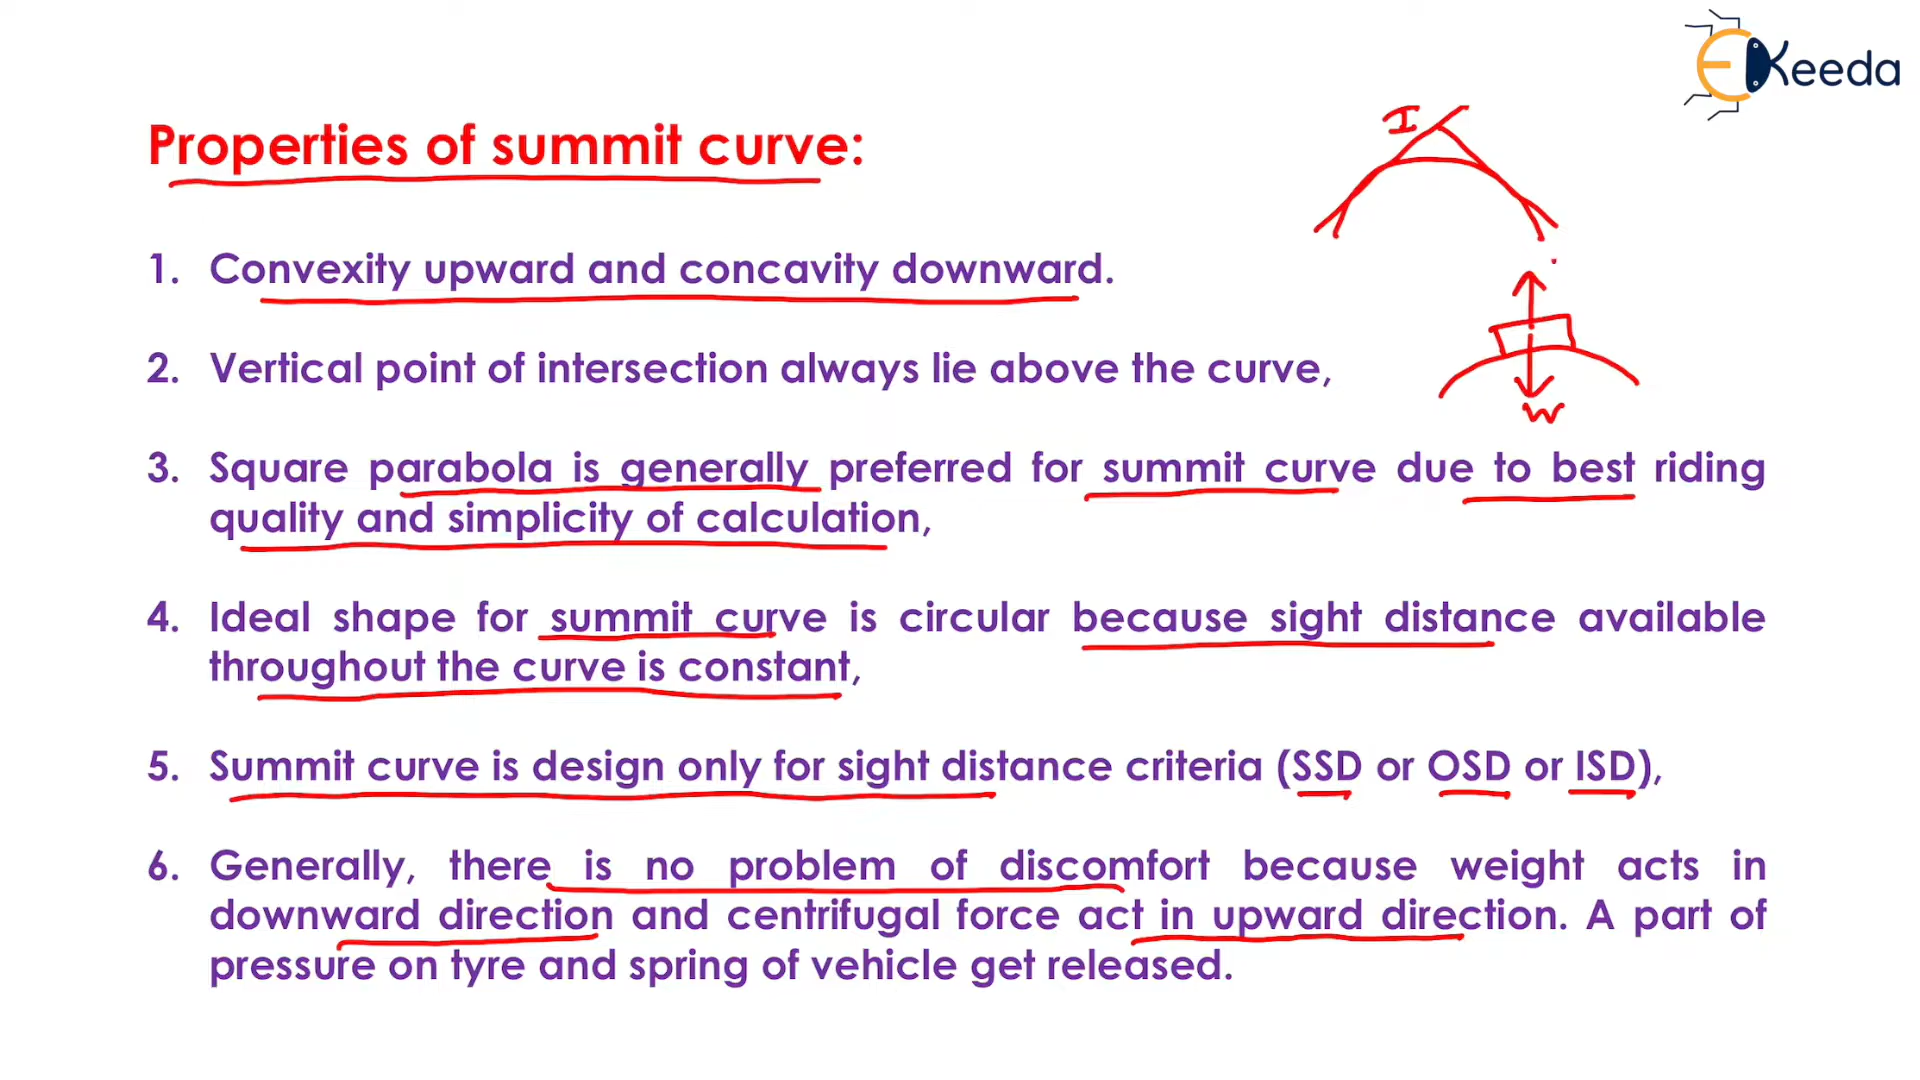 EKeeda
Properties of summit curve:
I
1. Convexity upward and concavity downward.
2. Vertical point of intersection always lie above the curve,
W
3. Square parabola is generally preferred for summit curve due to best riding
quality and simplicity of calculation,
4. Ideal shape for summit curve is circular because sight distance available
throughout the curve is constant,
5. Summit curve is design only for sight distance criteria (SSD or OSD or ISD),
6. Generally, there is no problem of discomfort because weight acts in
downward direction and centrifugal force act in upward direction. A part of
pressure on tyre and spring of vehicle get released.